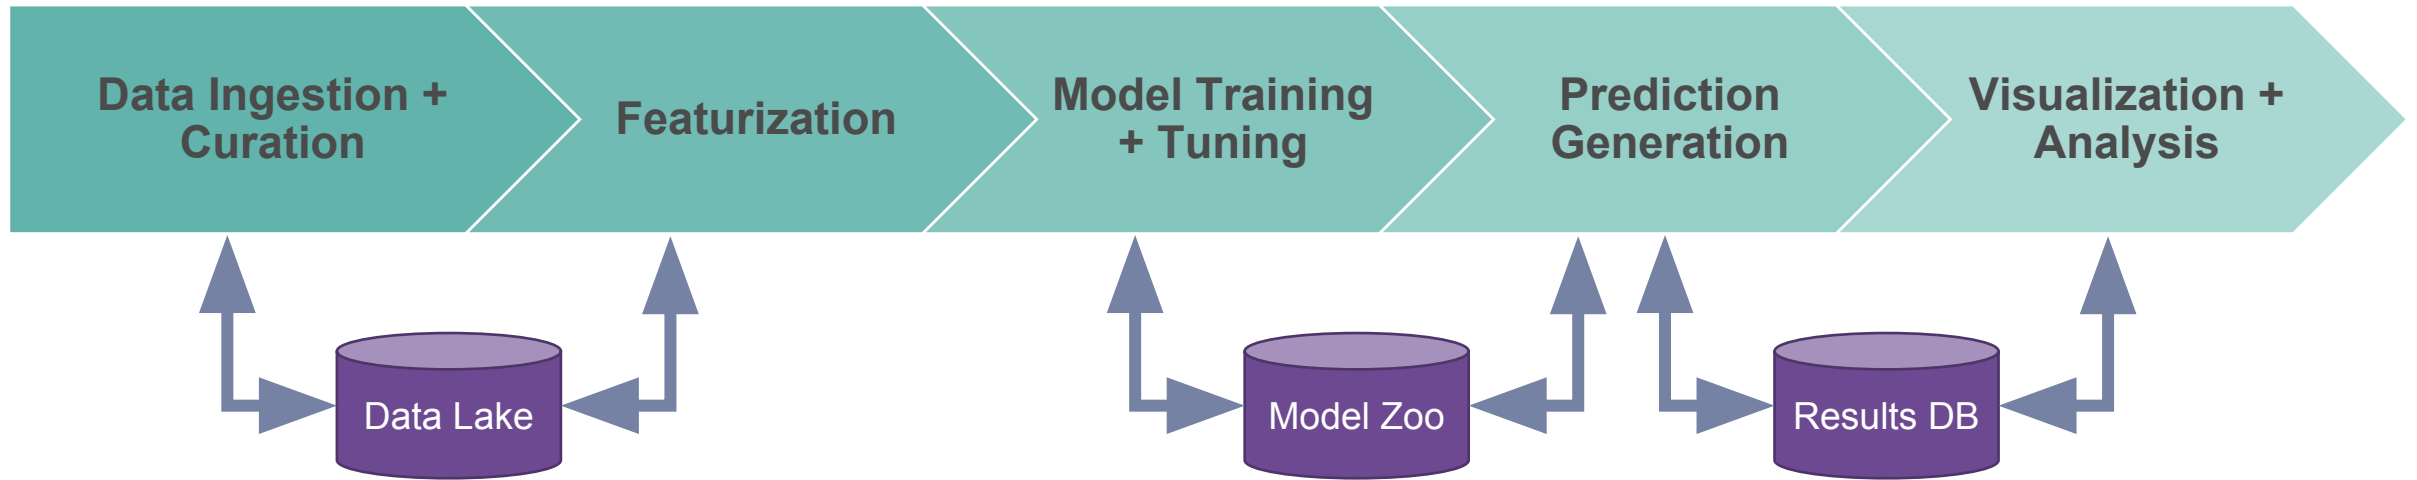 Data Ingestion +
Curation
Featurization
Model Training
+ Tuning
Prediction
Generation
Visualization +
Analysis
Data Lake
Model Zoo
Results DB